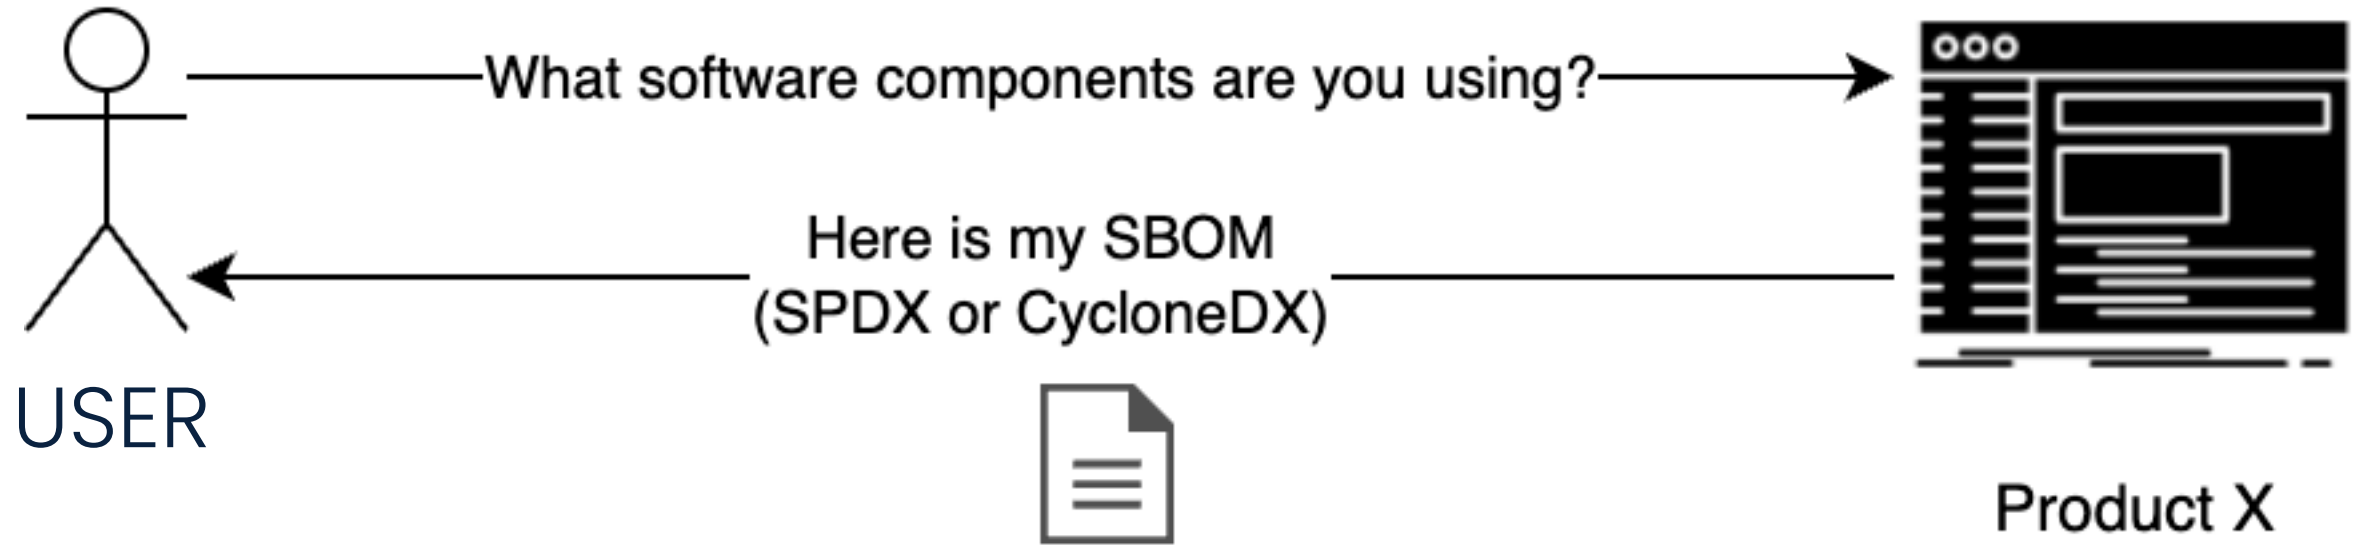 What software components are you using?
Here is my SBOM
(SPDX or CycloneDX)
USER
Product X